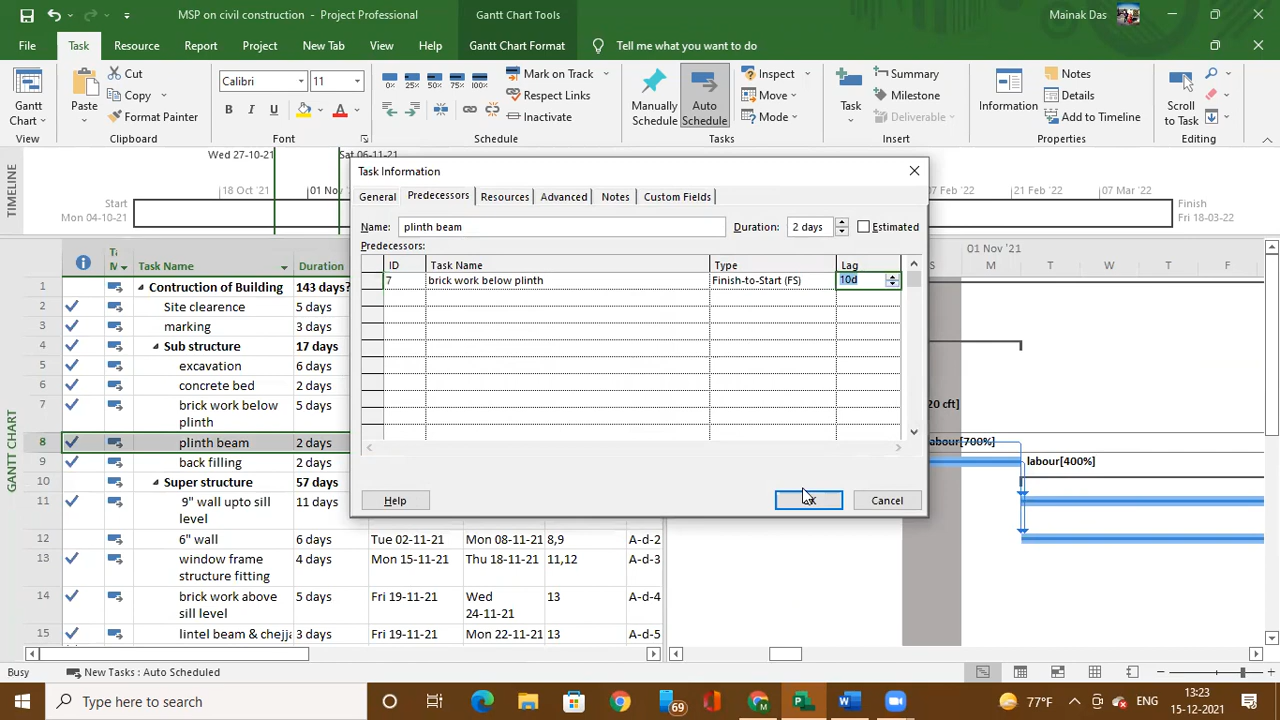 MSP on civil construction - Project Professional
Gantt Chart Tools
Mainak Das
File Task Resource Report Project New Tab View Help Gantt Chart Format Tell me what you want to do
Gantt
Chart
View
Paste
Cut
Copy
Format Painter
Clipboard
Calibri 11
B I U A
Font
0% 25% 50% 75% 100%
Mark on Track
Respect Links
Inactivate
Schedule
Manually
Schedule
Auto
Schedule
Inspect
Move
Mode
Tasks
Task
Summary
Milestone
Deliverable
Insert
Information
Notes
Details
Add to Timeline
Properties
Scroll
to Task
Editing
TIMELINE
Wed 27-10-21 Sat 06-11-21
18 Oct '21 01 Nov '21 07 Feb '22 21 Feb '22 07 Mar '22
Start
Mon 04-10-21
Finish
Fri 18-03-22
Task Information
General Predecessors Resources Advanced Notes Custom Fields
Name: plinth beam Duration: 2 days Estimated
Predecessors:
ID Task Name Type Lag
7 brick work below plinth Finish-to-Start (FS) 10d
Help Cancel
GANTT CHART
Task Name Duration
01 Nov '21
S M T W T F
1 Contruction of Building 143 days?
2 Site clearence 5 days
3 marking 3 days
4 Sub structure 17 days
5 excavation 6 days
6 concrete bed 2 days
7 brick work below
plinth 5 days
20 cft]
8 plinth beam 2 days labour[700%]
9 back filling 2 days labour[400%]
10 Super structure 57 days
11 9" wall upto sill
level 11 days
12 6" wall 6 days Tue 02-11-21 Mon 08-11-21 8,9 A-d-2
13 window frame
structure fitting 4 days Mon 15-11-21 Thu 18-11-21 11,12 A-d-3
14 brick work above
sill level 5 days Fri 19-11-21 Wed
24-11-21 13 A-d-4
15 lintel beam & chejja 3 days Fri 19-11-21 Mon 22-11-21 13 A-d-5
Busy New Tasks : Auto Scheduled
Type here to search
69
77°F ENG
13:23
15-12-2021